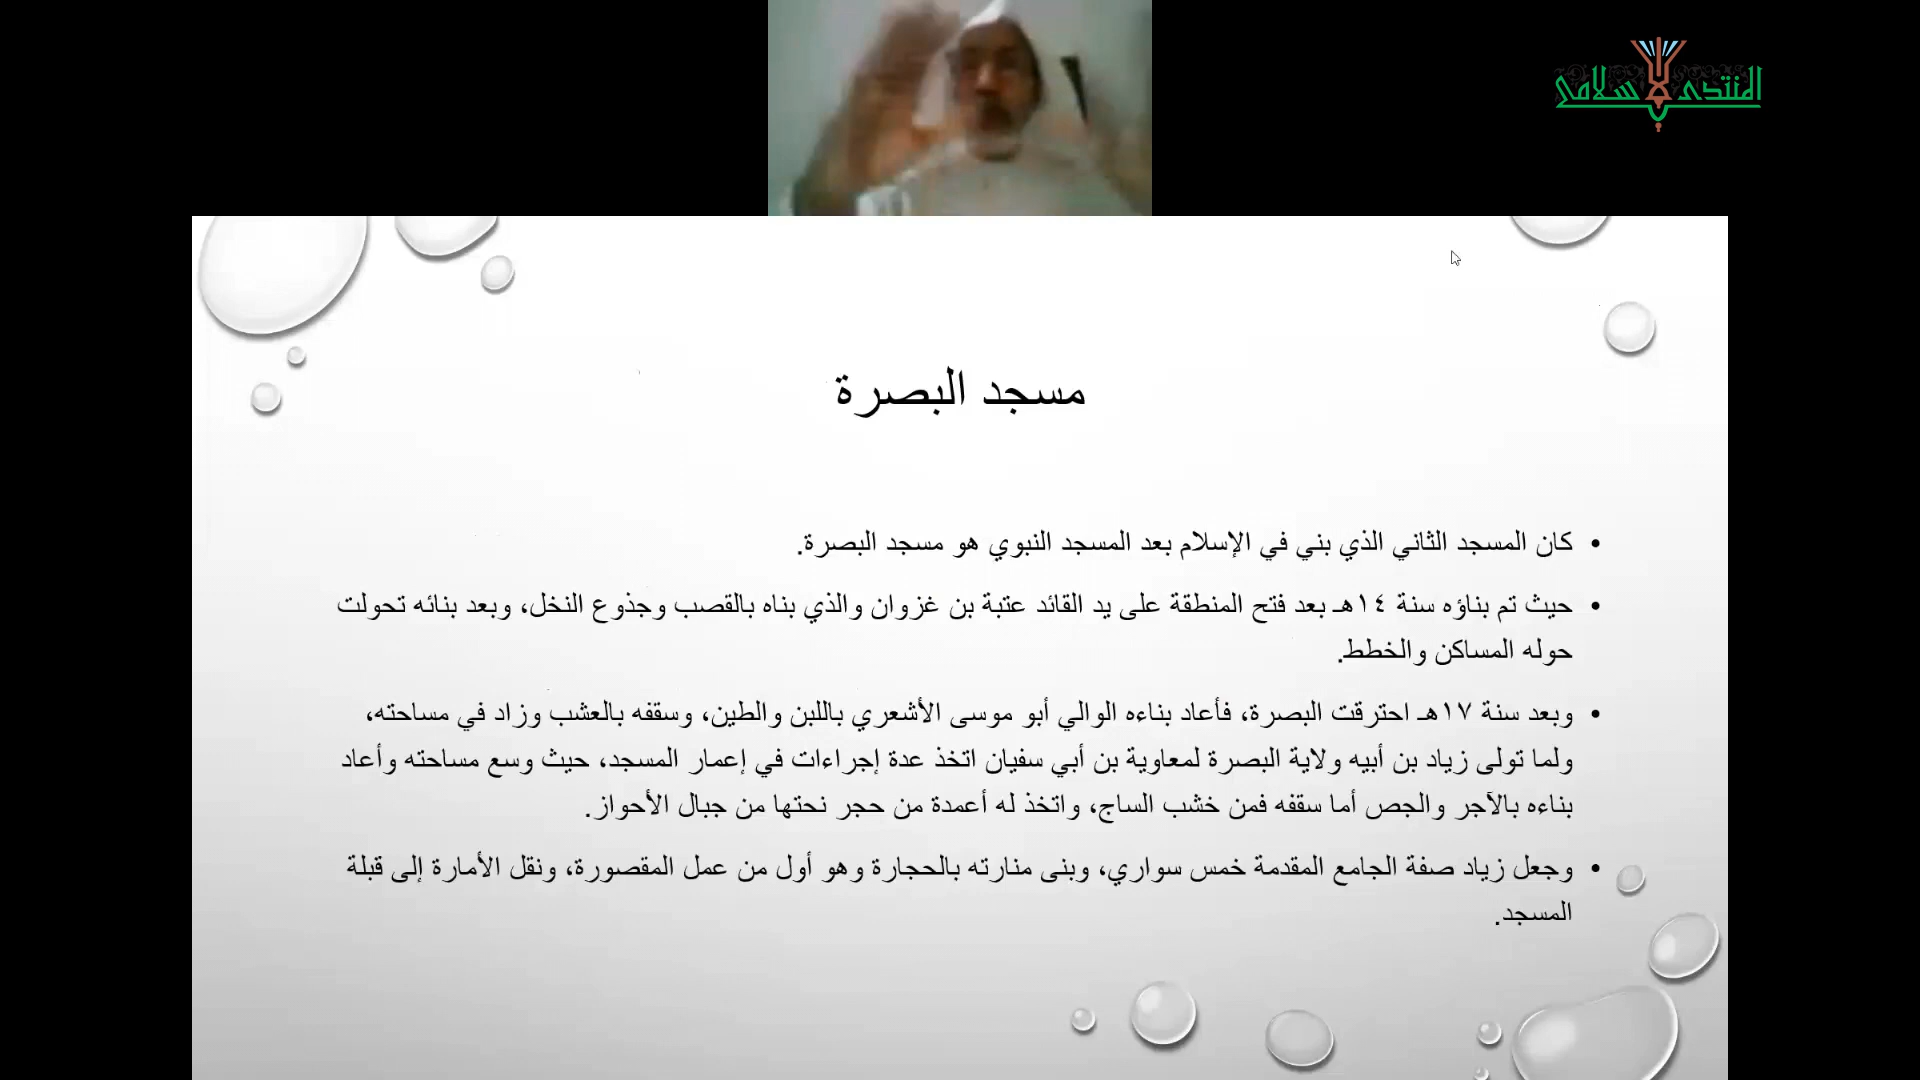 المنتدى الإسلامي
مسجد البصرة
• كان المسجد الثاني الذي بني في الإسلام بعد المسجد النبوي هو مسجد البصرة.
• حيث تم بناؤه سنة ١٤هـ بعد فتح المنطقة على يد القائد عتبة بن غزوان والذي بناه بالقصب وجذوع النخل، وبعد بنائه تحولت
حوله المساكن والخطط.
• وبعد سنة ١٧هـ احترقت البصرة، فأعاد بناءه الوالي أبو موسى الأشعري باللبن والطين، وسقفه بالعشب وزاد في مساحته،
ولما تولى زياد بن أبيه ولاية البصرة لمعاوية بن أبي سفيان اتخذ عدة إجراءات في إعمار المسجد، حيث وسع مساحته وأعاد
بناءه بالآجر والجص أما سقفه فمن خشب الساج، واتخذ له أعمدة من حجر نحتها من جبال الأحواز.
• وجعل زياد صفة الجامع المقدمة خمس سواري، وبنى منارته بالحجارة وهو أول من عمل المقصورة، ونقل الأمارة إلى قبلة
المسجد.